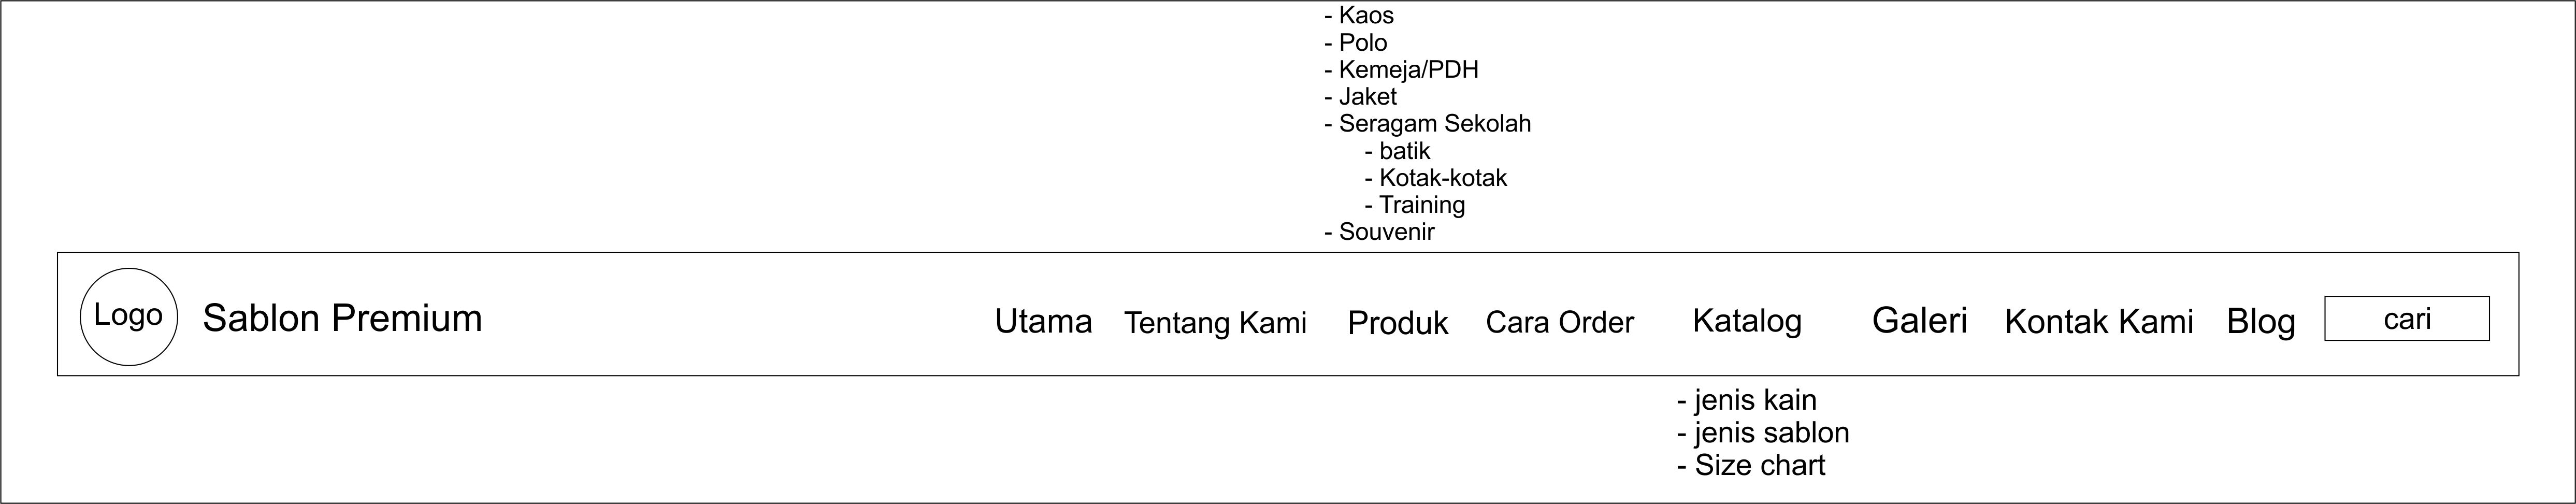 - Kaos
- Polo
- Kemeja/PDH
- Jaket
- Seragam Sekolah
- batik
- Kotak-kotak
- Training
- Souvenir
Logo Sablon Premium Utama Tentang Kami Produk Cara Order Katalog Galeri Kontak Kami Blog cari
- jenis kain
- jenis sablon
- Size chart